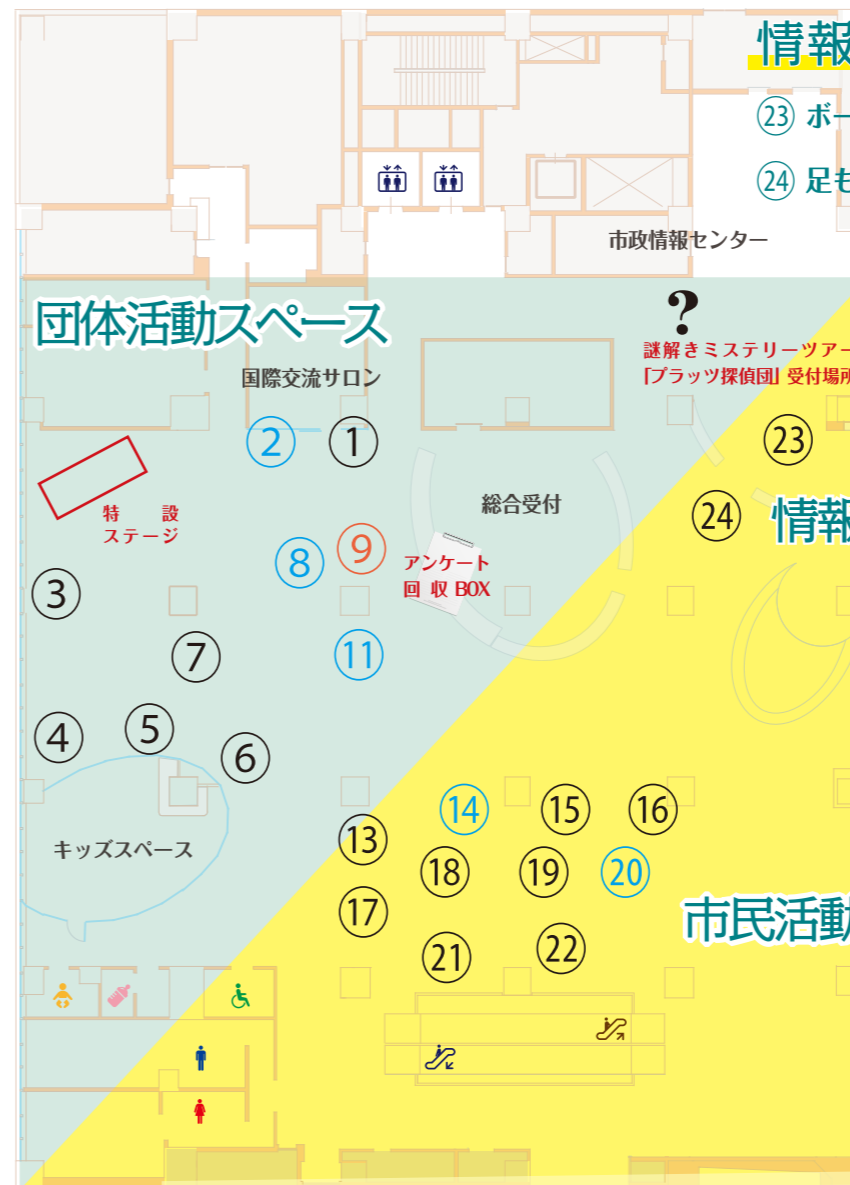 情報
㉓ ボー
㉔ 足も
市政情報センター
団体活動スペース
?
謎解きミステリーツアー
「プラッツ探偵団」受付場所
国際交流サロン
②
①
㉓
特 設
ステージ
総合受付
㉔
情報
⑧
⑨
アンケート
回 収 BOX
③
⑦
⑪
④
⑤
⑥
⑭
⑮
⑯
キッズスペース
⑬
⑱
⑲
⑳
⑰
市民活動
㉑
㉒